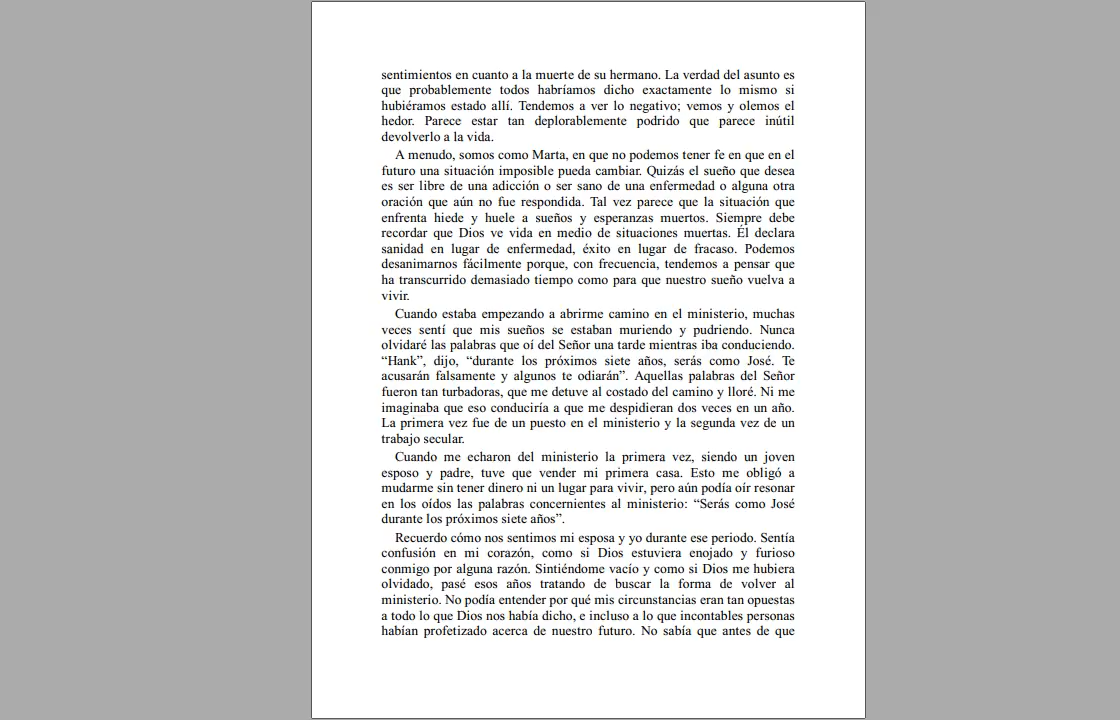 sentimientos en cuanto a la muerte de su hermano. La verdad del asunto es
que probablemente todos habríamos dicho exactamente lo mismo si
hubiéramos estado allí. Tendemos a ver lo negativo; vemos y olemos el
hedor. Parece estar tan deplorablemente podrido que parece inútil
devolverlo a la vida.
A menudo, somos como Marta, en que no podemos tener fe en que en el
futuro una situación imposible pueda cambiar. Quizás el sueño que desea
es ser libre de una adicción o ser sano de una enfermedad o alguna otra
oración que aún no fue respondida. Tal vez parece que la situación que
enfrenta hiede y huele a sueños y esperanzas muertos. Siempre debe
recordar que Dios ve vida en medio de situaciones muertas. Él declara
sanidad en lugar de enfermedad, éxito en lugar de fracaso. Podemos
desanimarnos fácilmente porque, con frecuencia, tendemos a pensar que
ha transcurrido demasiado tiempo como para que nuestro sueño vuelva a
vivir.
Cuando estaba empezando a abrirme camino en el ministerio, muchas
veces sentí que mis sueños se estaban muriendo y pudriendo. Nunca
olvidaré las palabras que oí del Señor una tarde mientras iba conduciendo.
“Hank”, dijo, “durante los próximos siete años, serás como José. Te
acusarán falsamente y algunos te odiarán”. Aquellas palabras del Señor
fueron tan turbadoras, que me detuve al costado del camino y lloré. Ni me
imaginaba que eso conduciría a que me despidieran dos veces en un año.
La primera vez fue de un puesto en el ministerio y la segunda vez de un
trabajo secular.
Cuando me echaron del ministerio la primera vez, siendo un joven
esposo y padre, tuve que vender mi primera casa. Esto me obligó a
mudarme sin tener dinero ni un lugar para vivir, pero aún podía oír resonar
en los oídos las palabras concernientes al ministerio: “Serás como José
durante los próximos siete años”.
Recuerdo cómo nos sentimos mi esposa y yo durante ese periodo. Sentía
confusión en mi corazón, como si Dios estuviera enojado y furioso
conmigo por alguna razón. Sintiéndome vacío y como si Dios me hubiera
olvidado, pasé esos años tratando de buscar la forma de volver al
ministerio. No podía entender por qué mis circunstancias eran tan opuestas
a todo lo que Dios nos había dicho, e incluso a lo que incontables personas
habían profetizado acerca de nuestro futuro. No sabía que antes de que